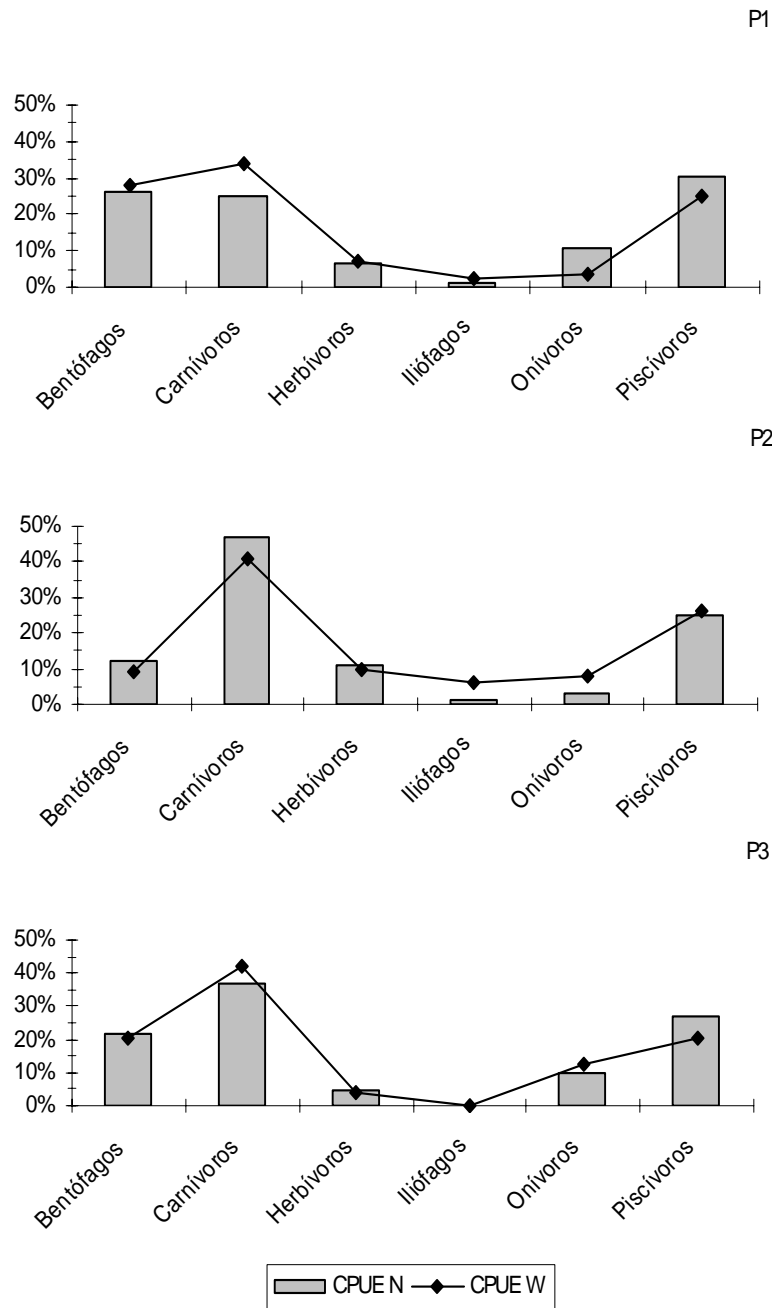 P1
50%
40%
30%
20%
10%
0%
Bentófagos
Carnívoros
Herbívoros
Iliófagos
Onívoros
Piscívoros
P2
50%
40%
30%
20%
10%
0%
Bentófagos
Carnívoros
Herbívoros
Iliófagos
Onívoros
Piscívoros
P3
50%
40%
30%
20%
10%
0%
Bentófagos
Carnívoros
Herbívoros
Iliófagos
Onívoros
Piscívoros
CPUE N CPUE W